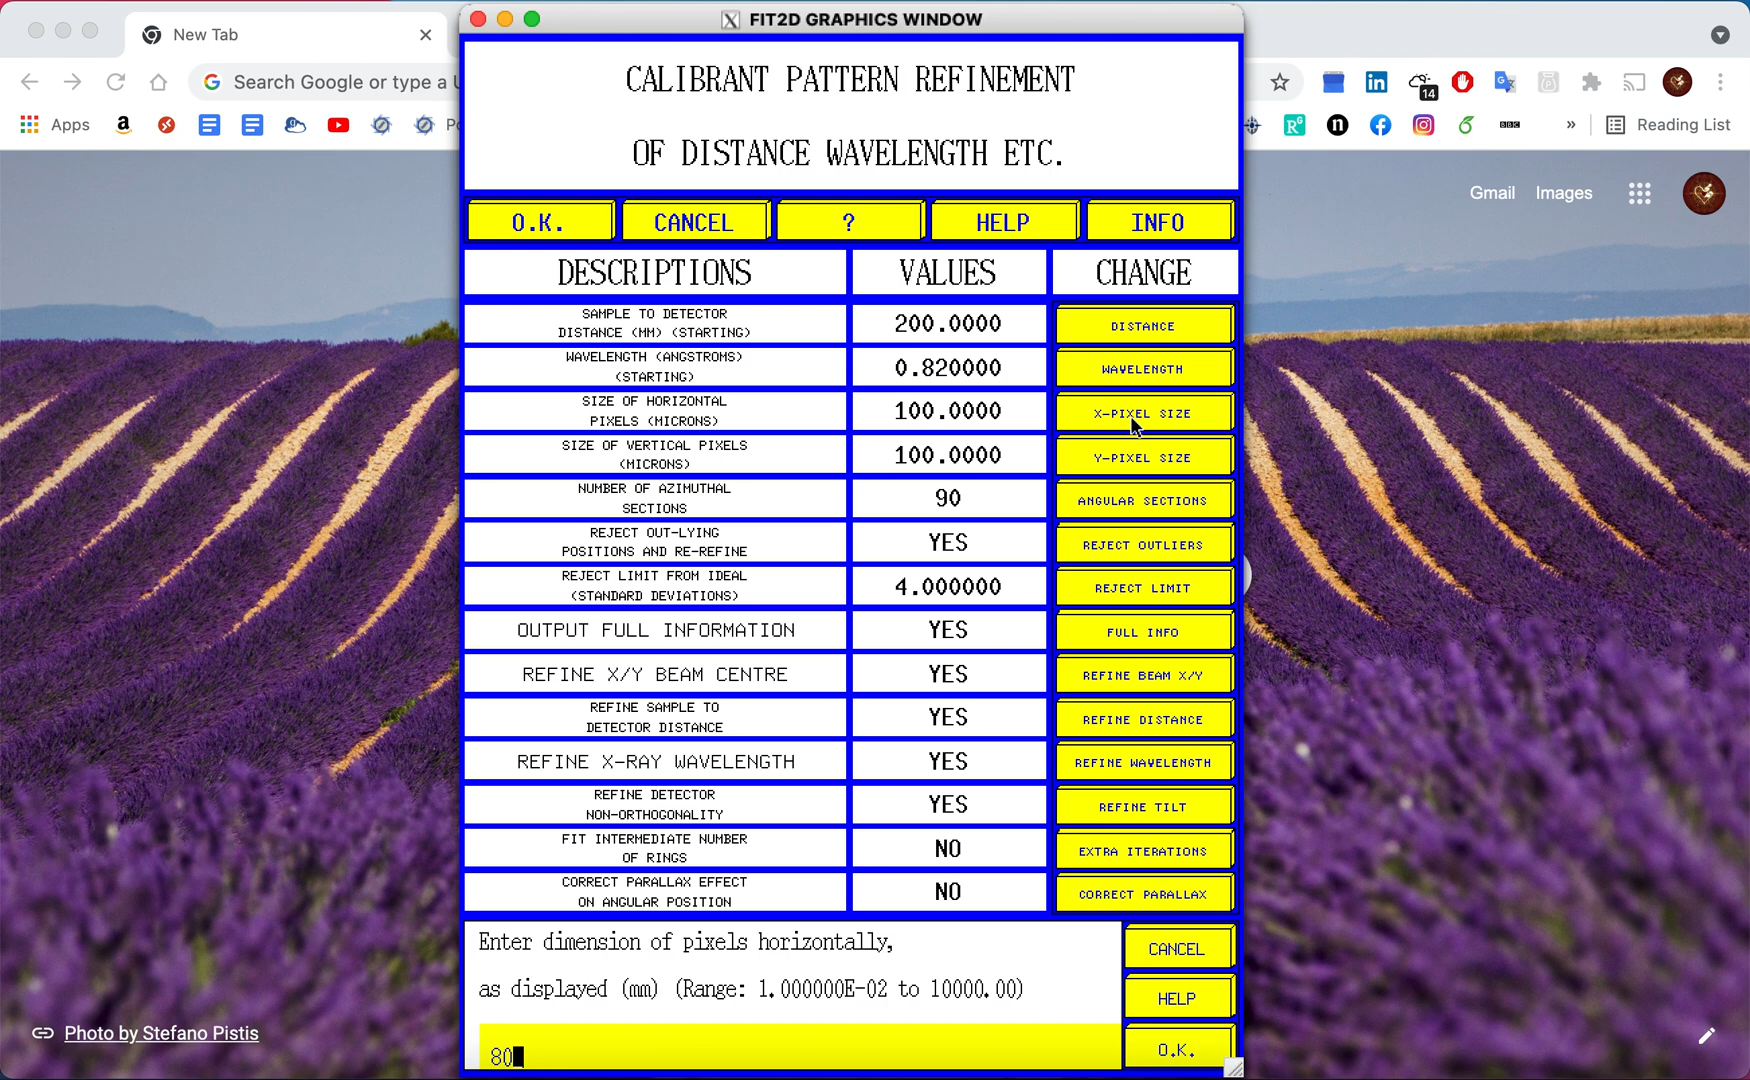 New Tab
FIT2D GRAPHICS WINDOW
Search Google or type a U
14
Apps
Po
BBC
Reading List
Gmail
Images
CALIBRANT PATTERN REFINEMENT
OF DISTANCE WAVELENGTH ETC.
O.K.
CANCEL
?
HELP
INFO
DESCRIPTIONS
VALUES
CHANGE
SAMPLE TO DETECTOR
DISTANCE (MM) (STARTING)
200.0000
DISTANCE
WAVELENGTH (ANGSTROMS)
(STARTING)
0.820000
WAVELENGTH
SIZE OF HORIZONTAL
PIXELS (MICRONS)
100.0000
X-PIXEL SIZE
SIZE OF VERTICAL PIXELS
(MICRONS)
100.0000
Y-PIXEL SIZE
NUMBER OF AZIMUTHAL
SECTIONS
90
ANGULAR SECTIONS
REJECT OUT-LYING
POSITIONS AND RE-REFINE
YES
REJECT OUTLIERS
REJECT LIMIT FROM IDEAL
(STANDARD DEVIATIONS)
4.000000
REJECT LIMIT
OUTPUT FULL INFORMATION
YES
FULL INFO
REFINE X/Y BEAM CENTRE
YES
REFINE BEAM X/Y
REFINE SAMPLE TO
DETECTOR DISTANCE
YES
REFINE DISTANCE
REFINE X-RAY WAVELENGTH
YES
REFINE WAVELENGTH
REFINE DETECTOR
NON-ORTHOGONALITY
YES
REFINE TILT
FIT INTERMEDIATE NUMBER
OF RINGS
NO
EXTRA ITERATIONS
CORRECT PARALLAX EFFECT
ON ANGULAR POSITION
NO
CORRECT PARALLAX
Enter dimension of pixels horizontally,
as displayed (mm) (Range: 1.000000E-02 to 10000.00)
80
CANCEL
HELP
O.K.
Photo by Stefano Pistis